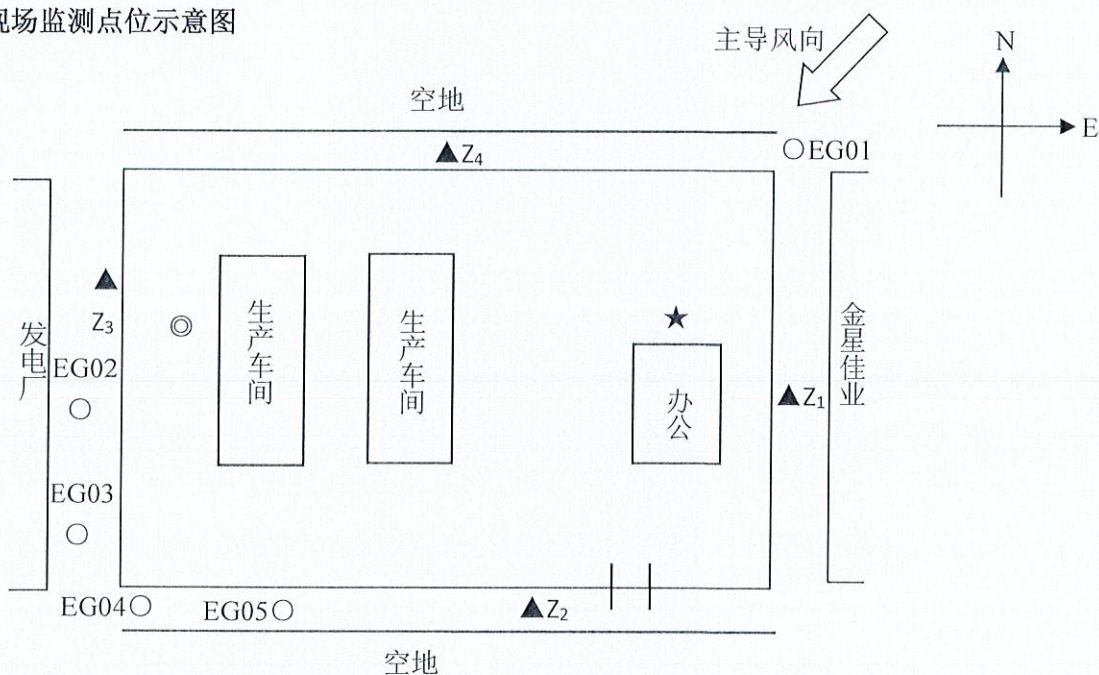 现场监测点位示意图
主导风向
N
E
空地
Z4
EG01
Z3
发电厂
EG02
EG03
生产车间
生产车间
办公
Z1
金星佳业
EG04
EG05
Z2
空地